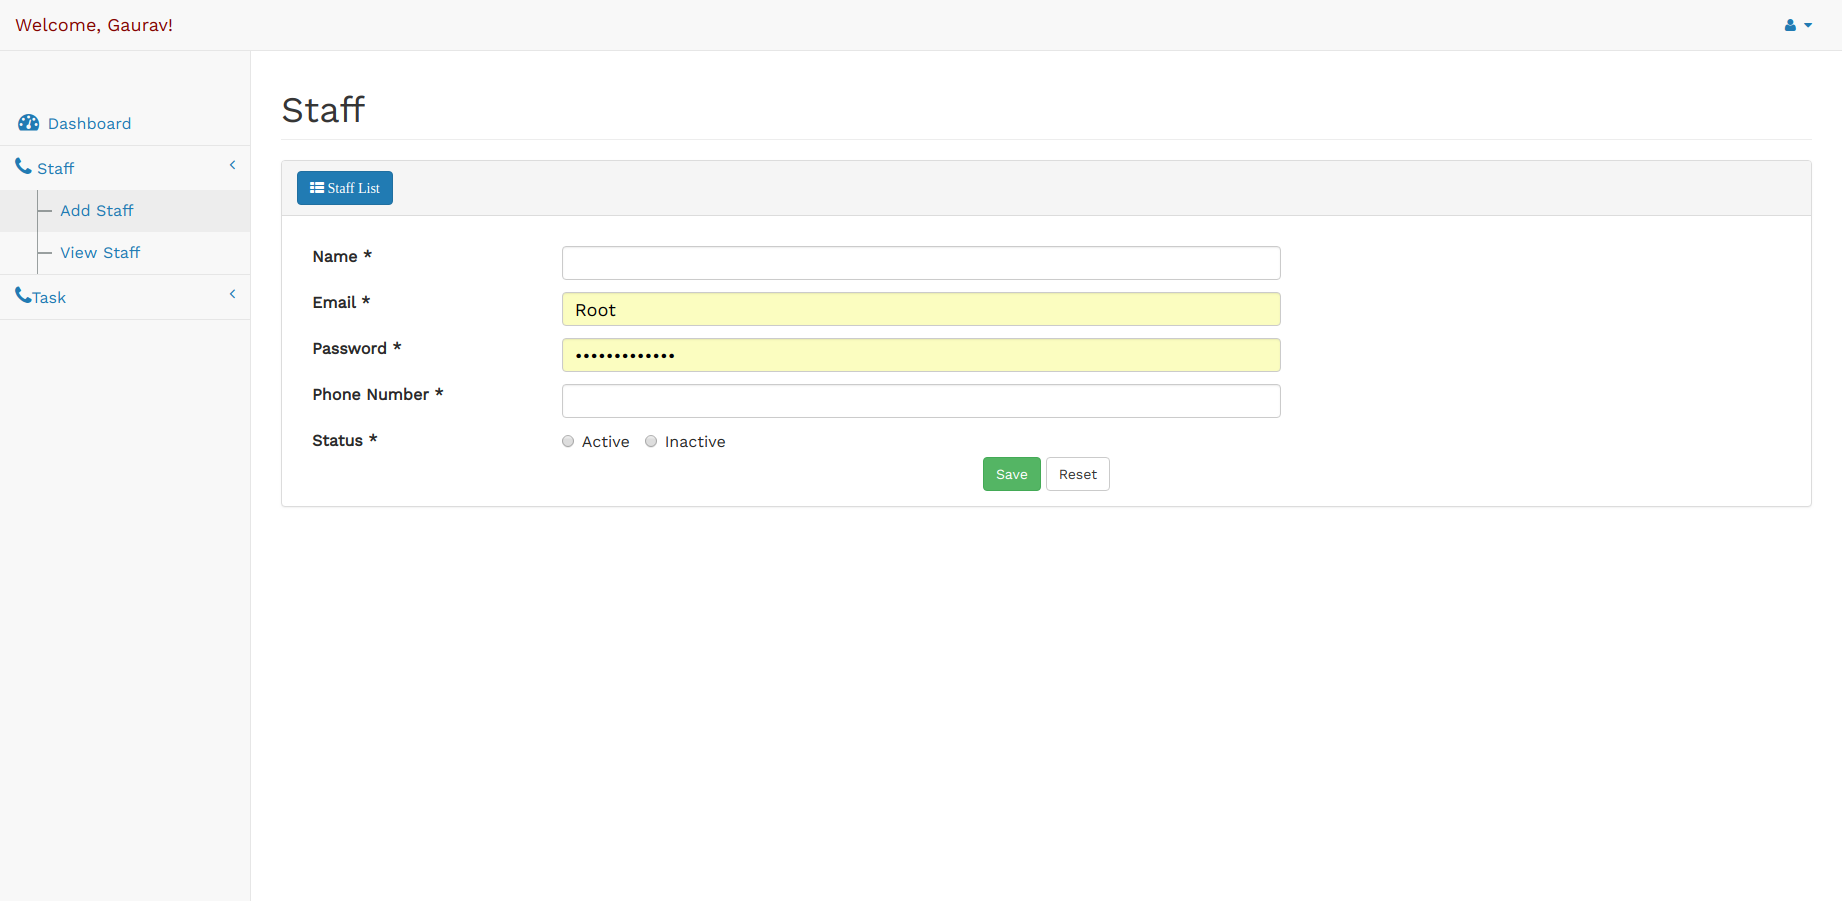 Welcome, Gaurav!
Dashboard
Staff
Add Staff
View Staff
Task
Staff
Staff List
Name *
Email *
Root
Password *
•••••••••••••
Phone Number *
Status *
Active Inactive
Save Reset